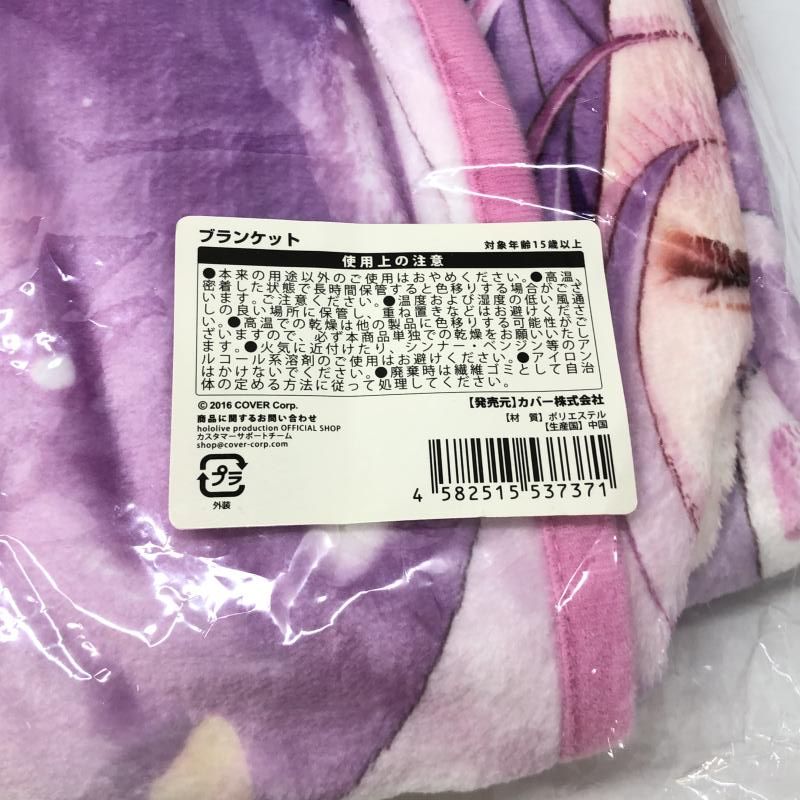 ブランケット
対象年齢15歳以上
使用上の注意
●本来の用途以外のご使用はおやめください。●高温、
密着した状態で長時間保管すると色移りする場合がござ
います。ご注意ください。●温度および湿度の低い風通
しの良い場所に保管し、重ね置きなどはお避けくださ
い。●高温での乾燥は他の製品に色移りする可能性がご
ざいますので、必ず本商品単独での乾燥をお願いいたし
ます。●火気に近付けたり、シンナー・ベンジン等のア
ルコール系溶剤のご使用はお避けください。●アイロン
はかけないでください。●廃棄時は繊維ゴミとして自治
体の定める方法に従って処理してください。
© 2016 COVER Corp.
商品に関するお問い合わせ
hololive production OFFICIAL SHOP
カスタマーサポートチーム
shop@cover-corp.com
【発売元】カバー株式会社
【材 質】ポリエステル
【生産国】中国
プラ
外装
4 582515 537371